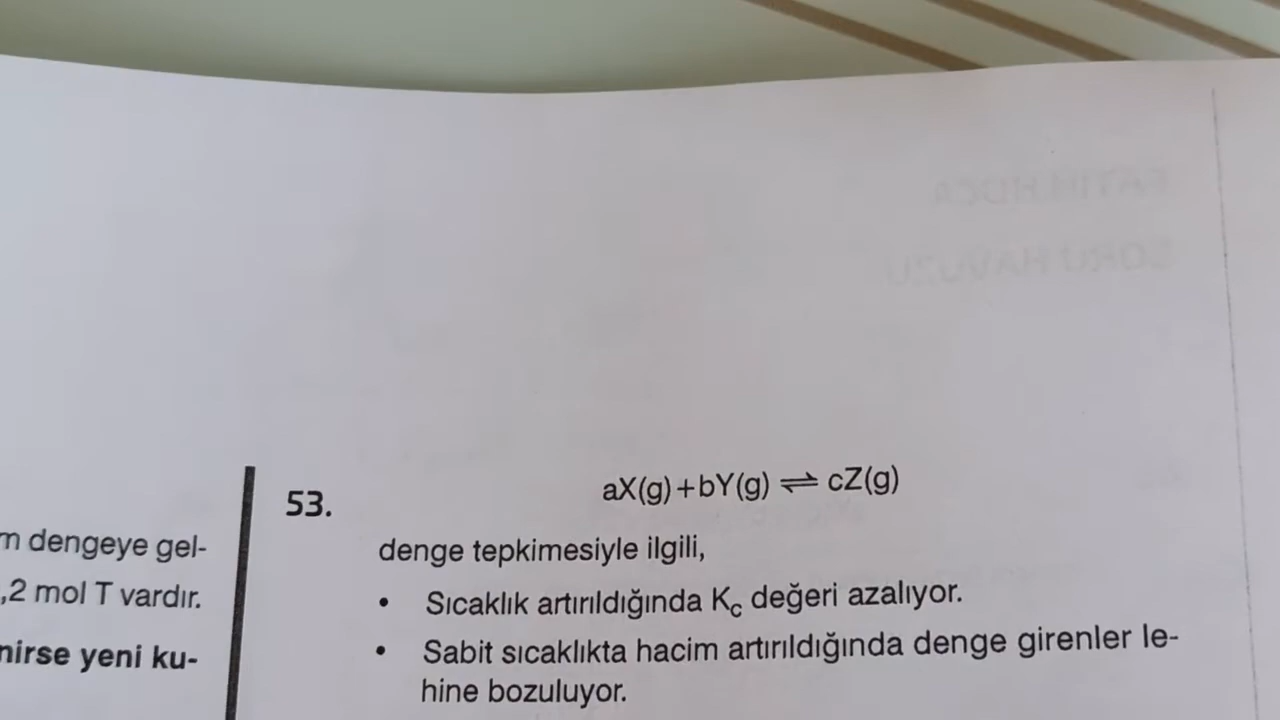 m dengeye gel-
,2 mol T vardır.
nirse yeni ku-
53.
aX(g)+bY(g) ⇌ cZ(g)
denge tepkimesiyle ilgili,
• Sıcaklık artırıldığında Kc değeri azalıyor.
• Sabit sıcaklıkta hacim artırıldığında denge girenler le-
hine bozuluyor.